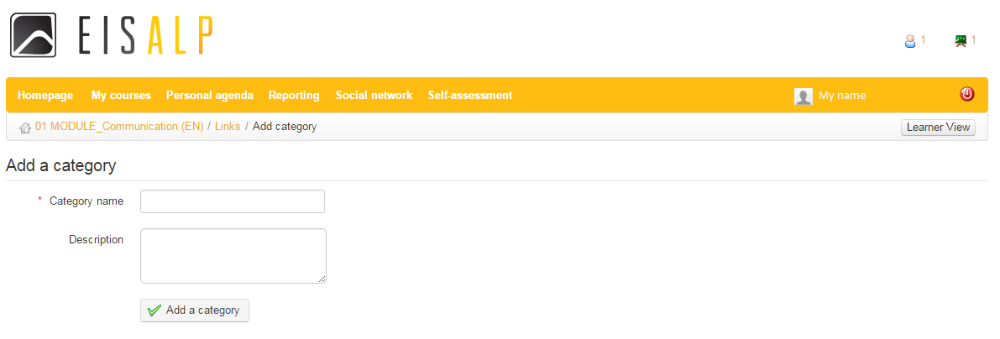 EISALP
1 1
Homepage My courses Personal agenda Reporting Social network Self-assessment My name
01 MODULE_Communication (EN) / Links / Add category Learner View
Add a category
* Category name
Description
Add a category